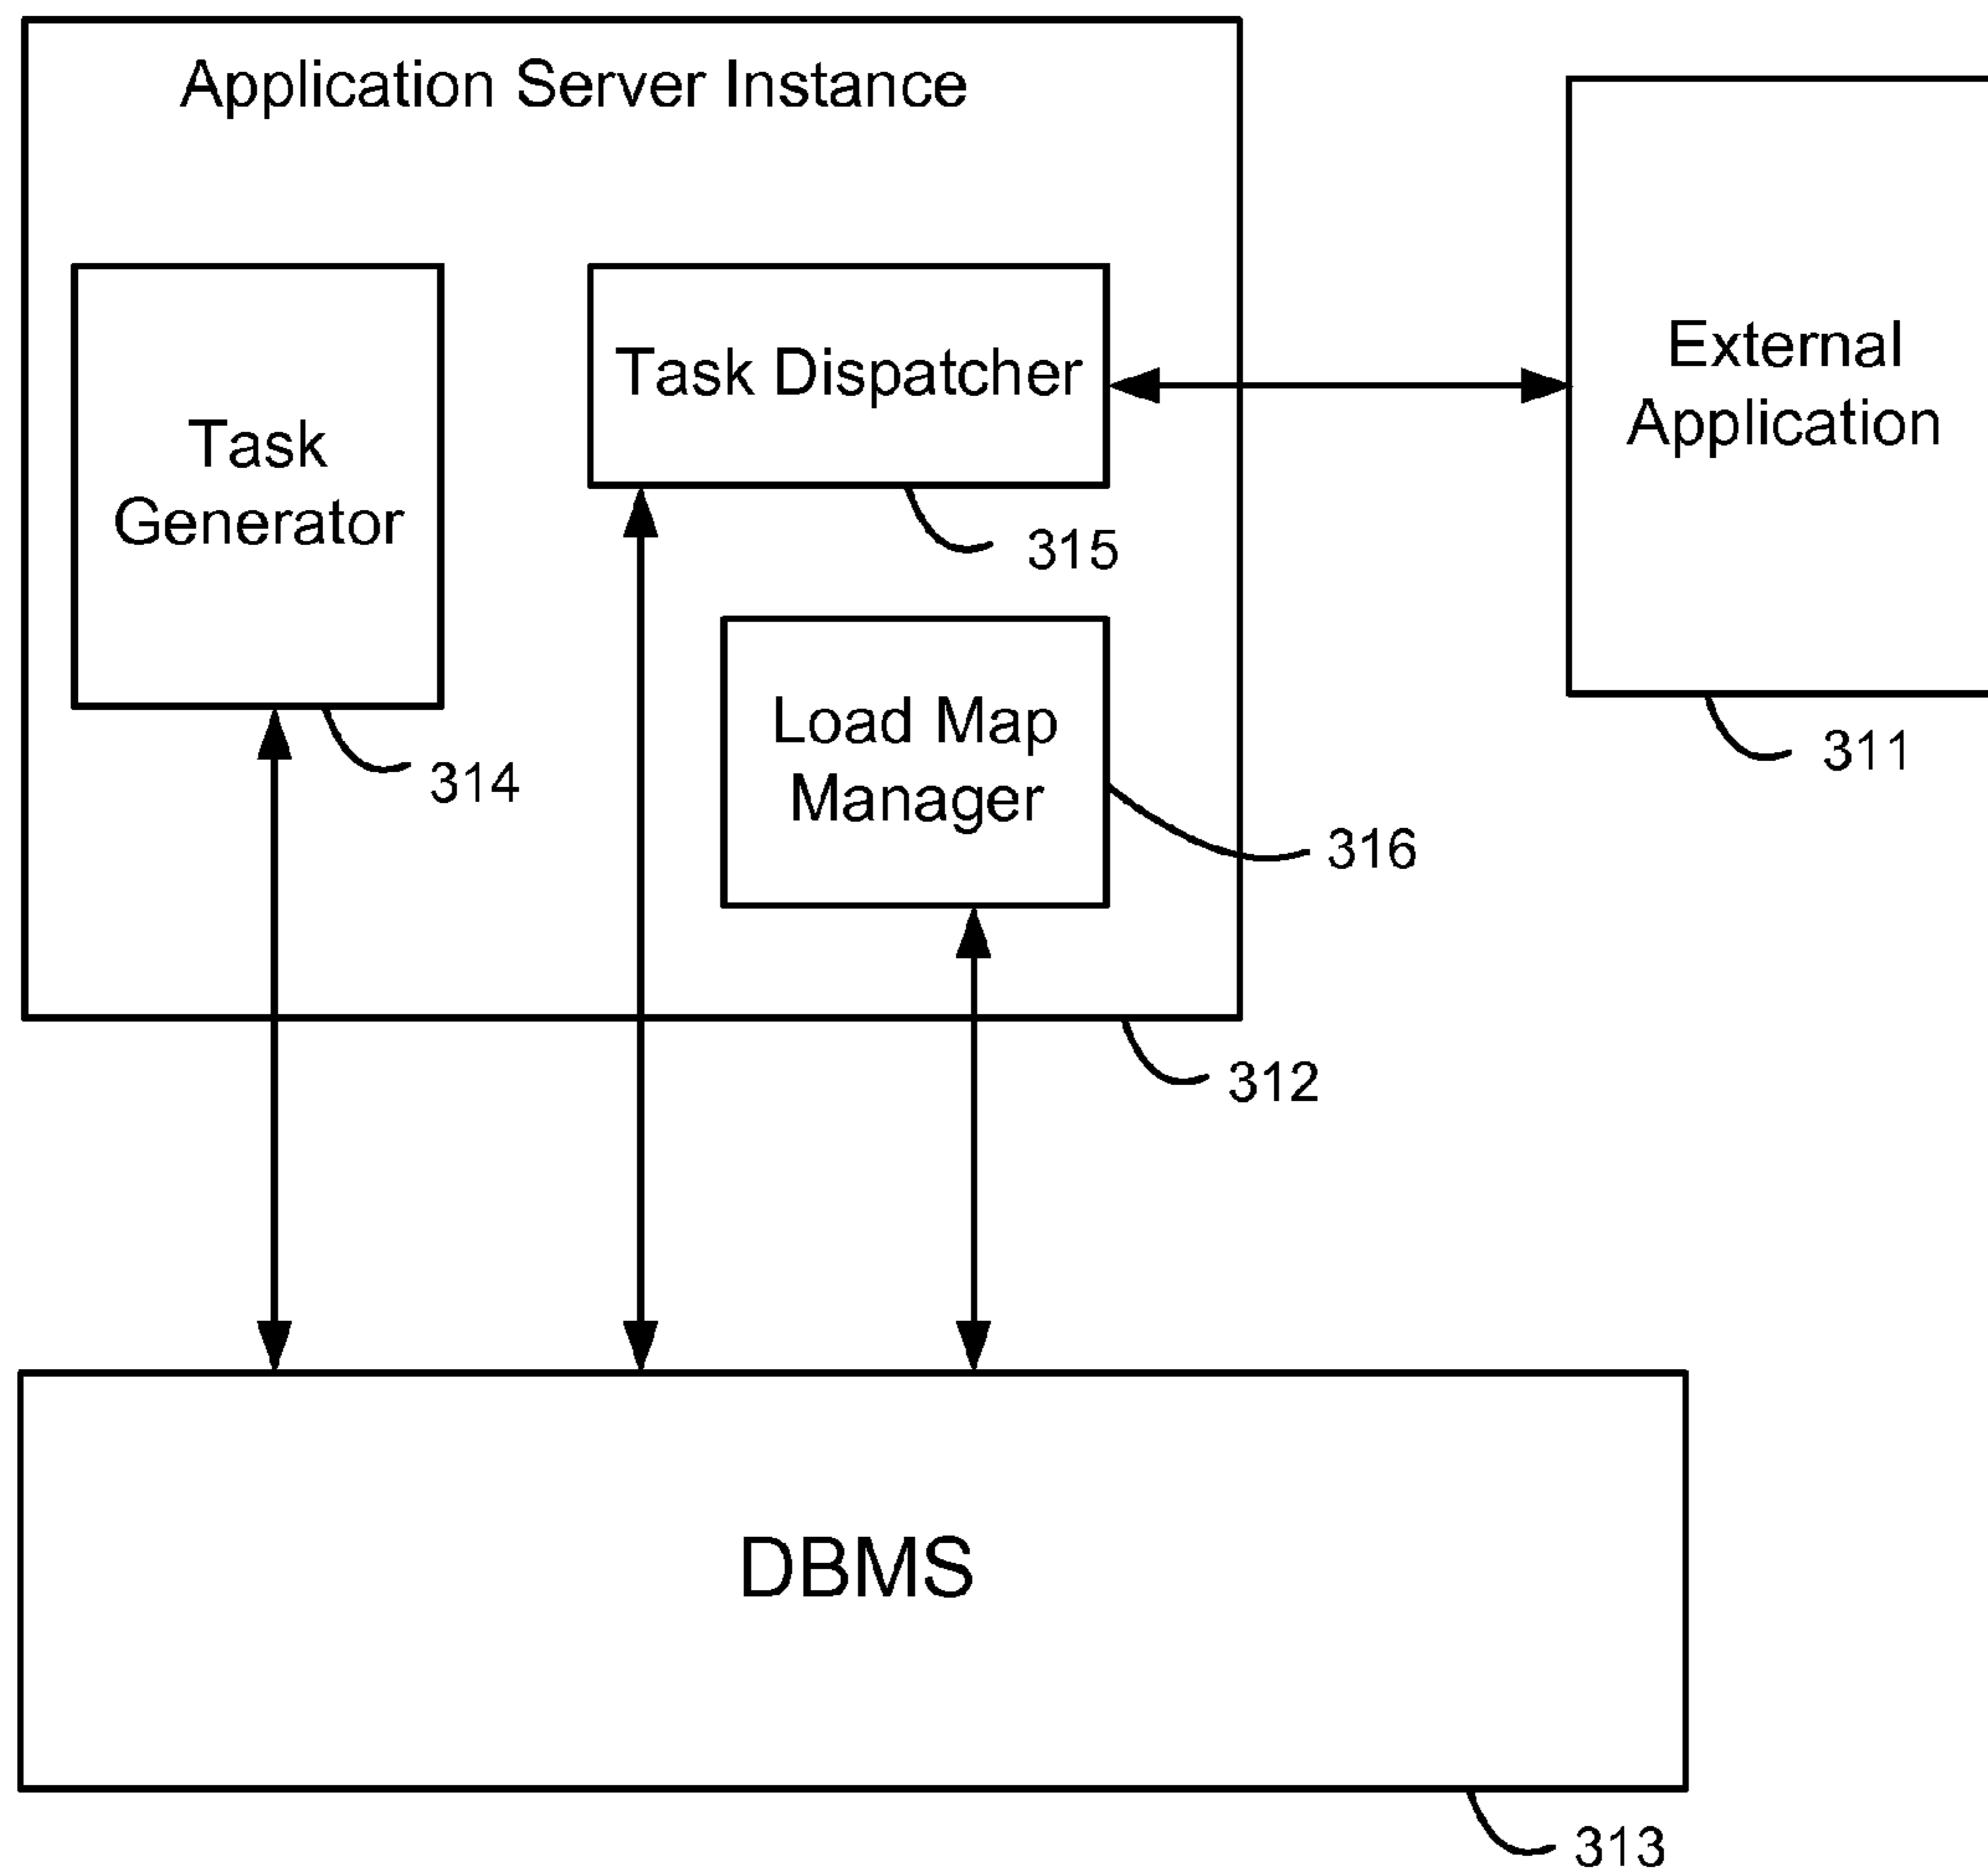 Application Server Instance
External
Application
Task Dispatcher
Task
Generator
315
Load Map
Manager
314
311
316
312
DBMS
313